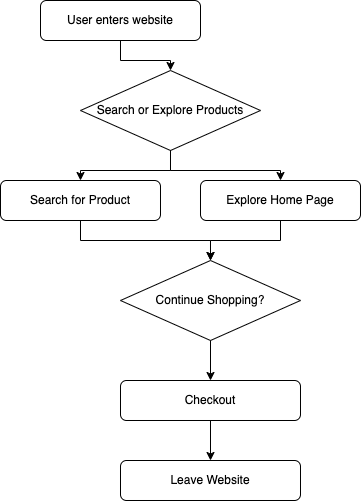 User enters website
Search or Explore Products
Search for Product
Explore Home Page
Continue Shopping?
Checkout
Leave Website